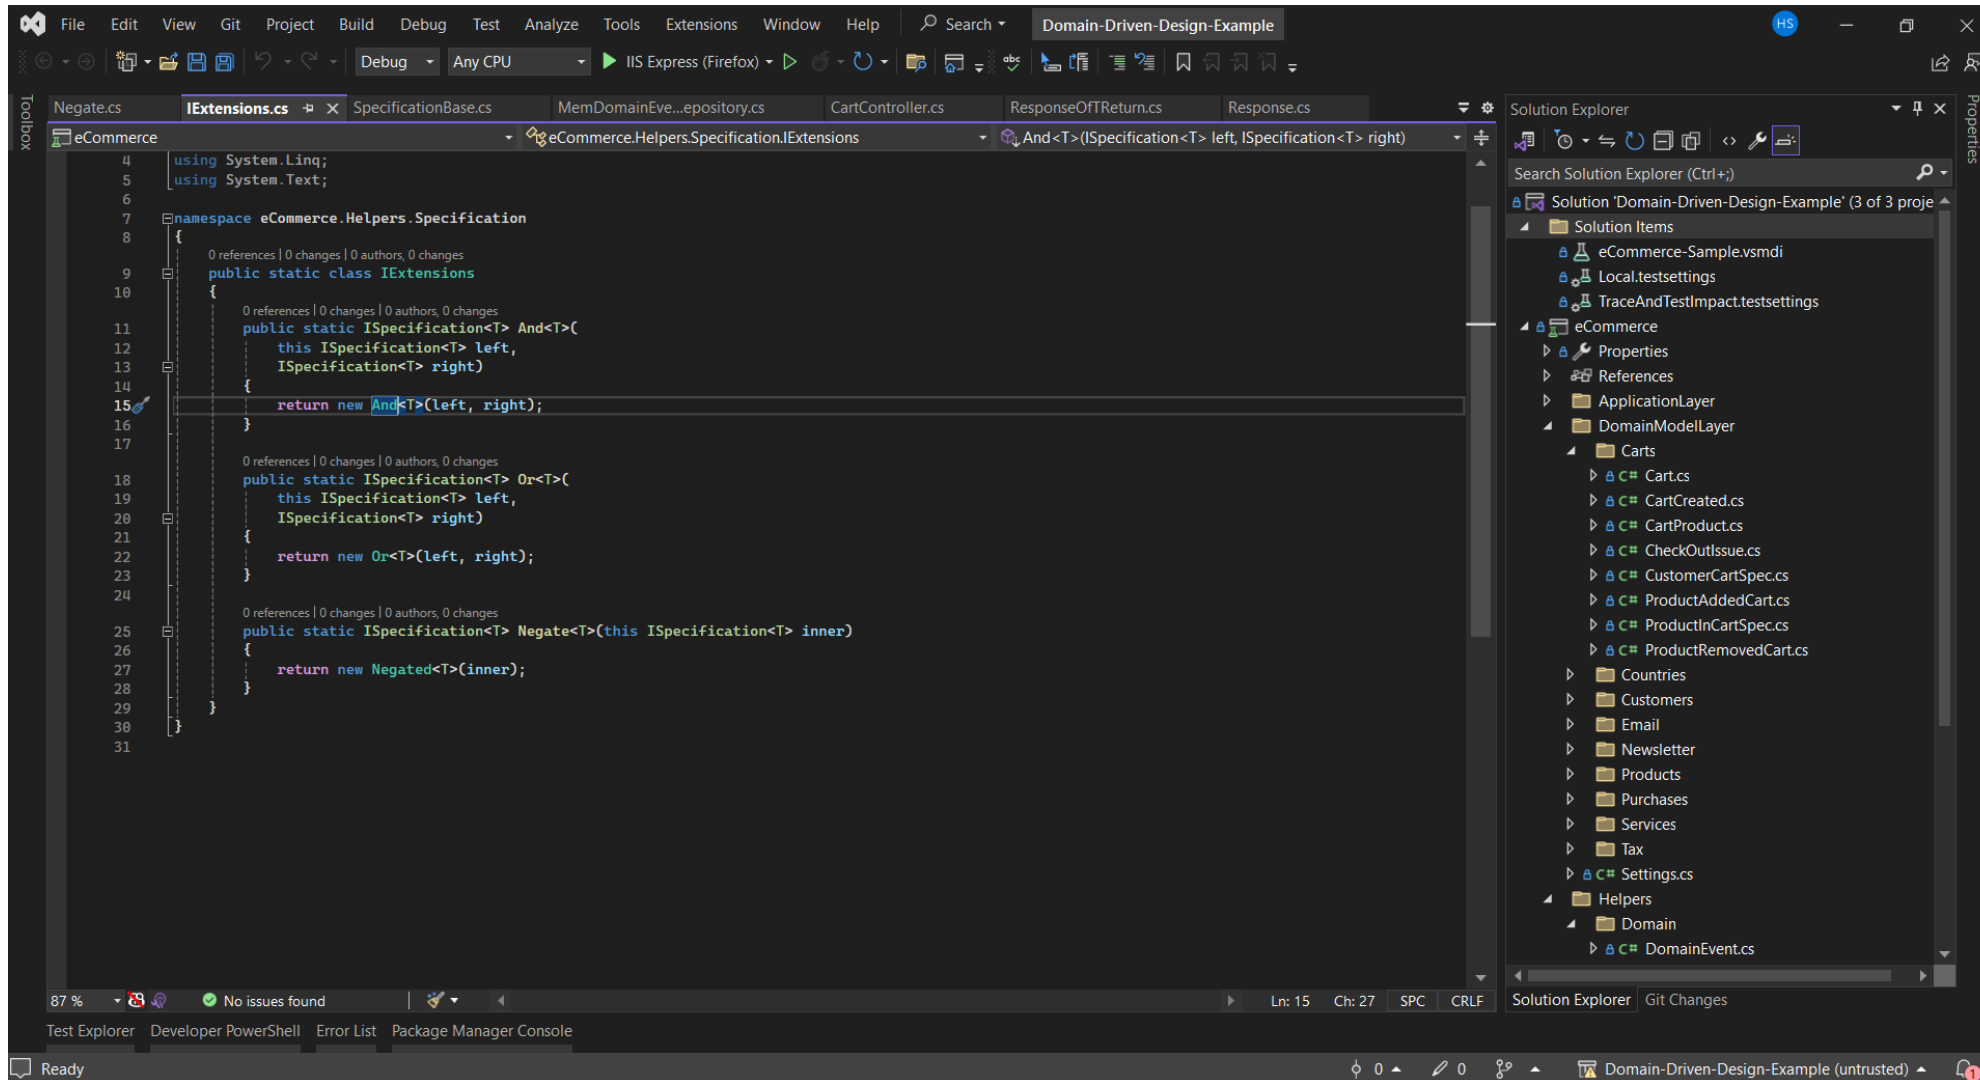 File Edit View Git Project Build Debug Test Analyze Tools Extensions Window Help Search Domain-Driven-Design-Example HS
Debug Any CPU IIS Express (Firefox)
Toolbox
Negate.cs IExtensions.cs SpecificationBase.cs MemDomainEve...epository.cs CartController.cs ResponseOfTReturn.cs Response.cs
eCommerce eCommerce.Helpers.Specification.IExtensions And<T>(ISpecification<T> left, ISpecification<T> right)
4 using System.Linq;
5 using System.Text;
6
7 namespace eCommerce.Helpers.Specification
8 {
0 references | 0 changes | 0 authors, 0 changes
9 public static class IExtensions
10 {
0 references | 0 changes | 0 authors, 0 changes
11 public static ISpecification<T> And<T>(
12 this ISpecification<T> left,
13 ISpecification<T> right)
14 {
15 return new And<T>(left, right);
16 }
17
0 references | 0 changes | 0 authors, 0 changes
18 public static ISpecification<T> Or<T>(
19 this ISpecification<T> left,
20 ISpecification<T> right)
21 {
22 return new Or<T>(left, right);
23 }
24
0 references | 0 changes | 0 authors, 0 changes
25 public static ISpecification<T> Negate<T>(this ISpecification<T> inner)
26 {
27 return new Negated<T>(inner);
28 }
29 }
30 }
31
87 % No issues found Ln: 15 Ch: 27 SPC CRLF
Test Explorer Developer PowerShell Error List Package Manager Console
Solution Explorer
Search Solution Explorer (Ctrl+;)
Solution 'Domain-Driven-Design-Example' (3 of 3 proje
Solution Items
eCommerce-Sample.vsmdi
Local.testsettings
TraceAndTestImpact.testsettings
eCommerce
Properties
References
ApplicationLayer
DomainModelLayer
Carts
C# Cart.cs
C# CartCreated.cs
C# CartProduct.cs
C# CheckOutIssue.cs
C# CustomerCartSpec.cs
C# ProductAddedCart.cs
C# ProductInCartSpec.cs
C# ProductRemovedCart.cs
Countries
Customers
Email
Newsletter
Products
Purchases
Services
Tax
C# Settings.cs
Helpers
Domain
C# DomainEvent.cs
Solution Explorer Git Changes
Properties
Ready 0 0 Domain-Driven-Design-Example (untrusted) 1